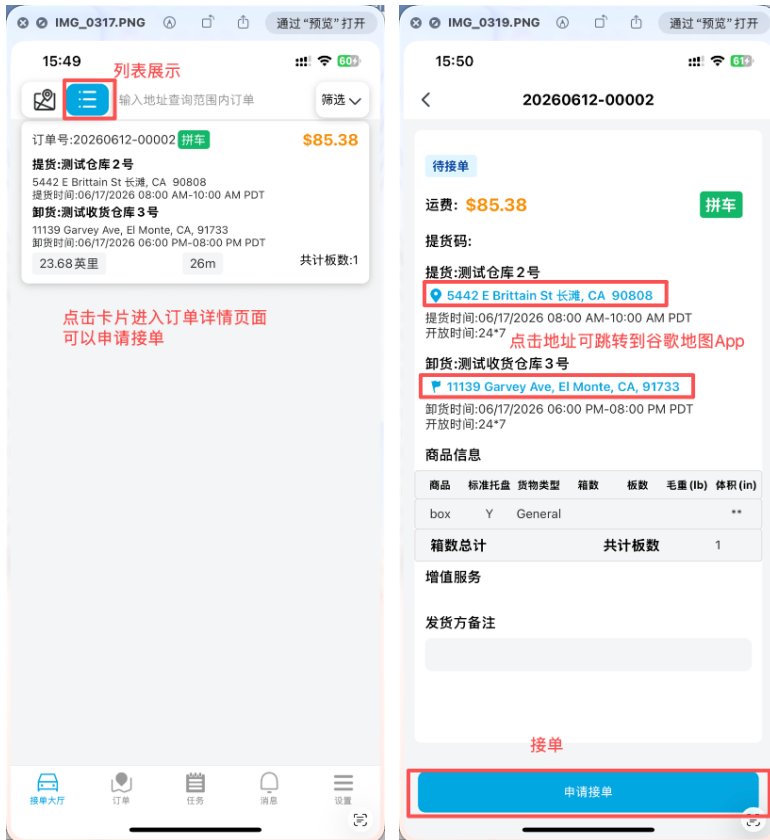 IMG_0317.PNG
通过“预览”打开
15:49
60
列表展示
输入地址查询范围内订单
筛选
订单号:20260612-00002 拼车 $85.38
提货:测试仓库2号
5442 E Brittain St 长滩, CA 90808
提货时间:06/17/2026 08:00 AM-10:00 AM PDT
卸货:测试收货仓库3号
11139 Garvey Ave, El Monte, CA, 91733
卸货时间:06/17/2026 06:00 PM-08:00 PM PDT
23.68英里 26m 共计板数:1
点击卡片进入订单详情页面
可以申请接单
接单大厅 订单 任务 消息 设置
IMG_0319.PNG
通过“预览”打开
15:50
61
20260612-00002
待接单
运费: $85.38 拼车
提货码:
提货:测试仓库2号
5442 E Brittain St 长滩, CA 90808
提货时间:06/17/2026 08:00 AM-10:00 AM PDT
开放时间:24*7
点击地址可跳转到谷歌地图App
卸货:测试收货仓库3号
11139 Garvey Ave, El Monte, CA, 91733
卸货时间:06/17/2026 06:00 PM-08:00 PM PDT
开放时间:24*7
商品信息
商品 标准托盘 货物类型 箱数 板数 毛重(lb) 体积(in)
box Y General **
箱数总计 共计板数 1
增值服务
发货方备注
接单
申请接单